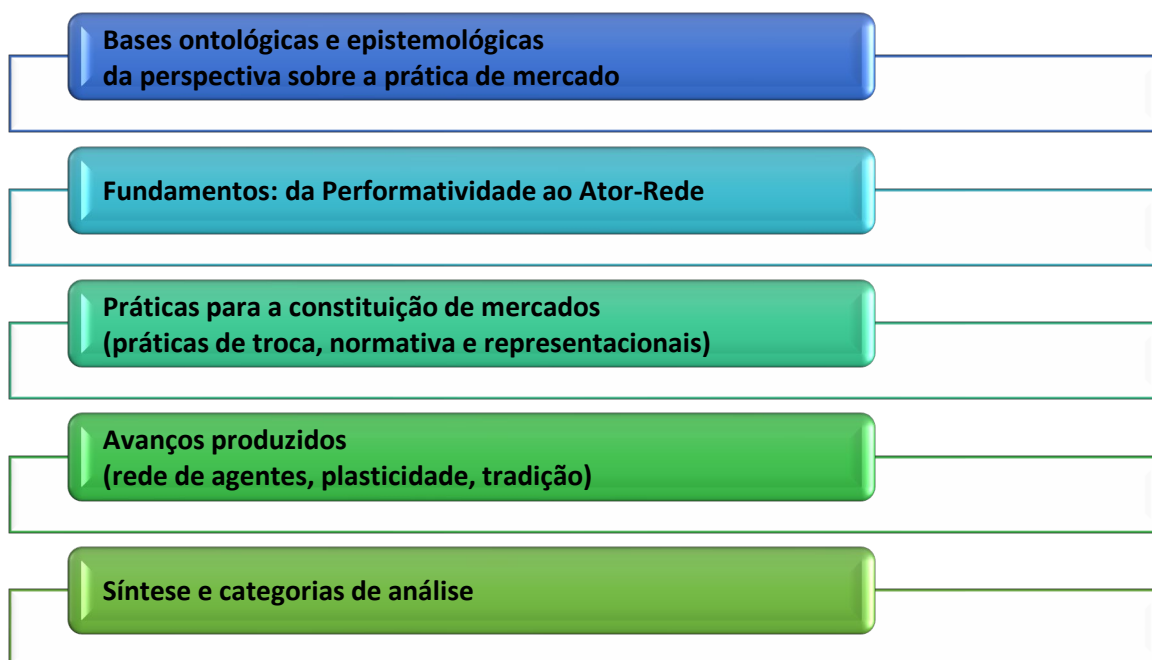 Bases ontológicas e epistemológicas
da perspectiva sobre a prática de mercado
Fundamentos: da Performatividade ao Ator-Rede
Práticas para a constituição de mercados
(práticas de troca, normativa e representacionais)
Avanços produzidos
(rede de agentes, plasticidade, tradição)
Síntese e categorias de análise